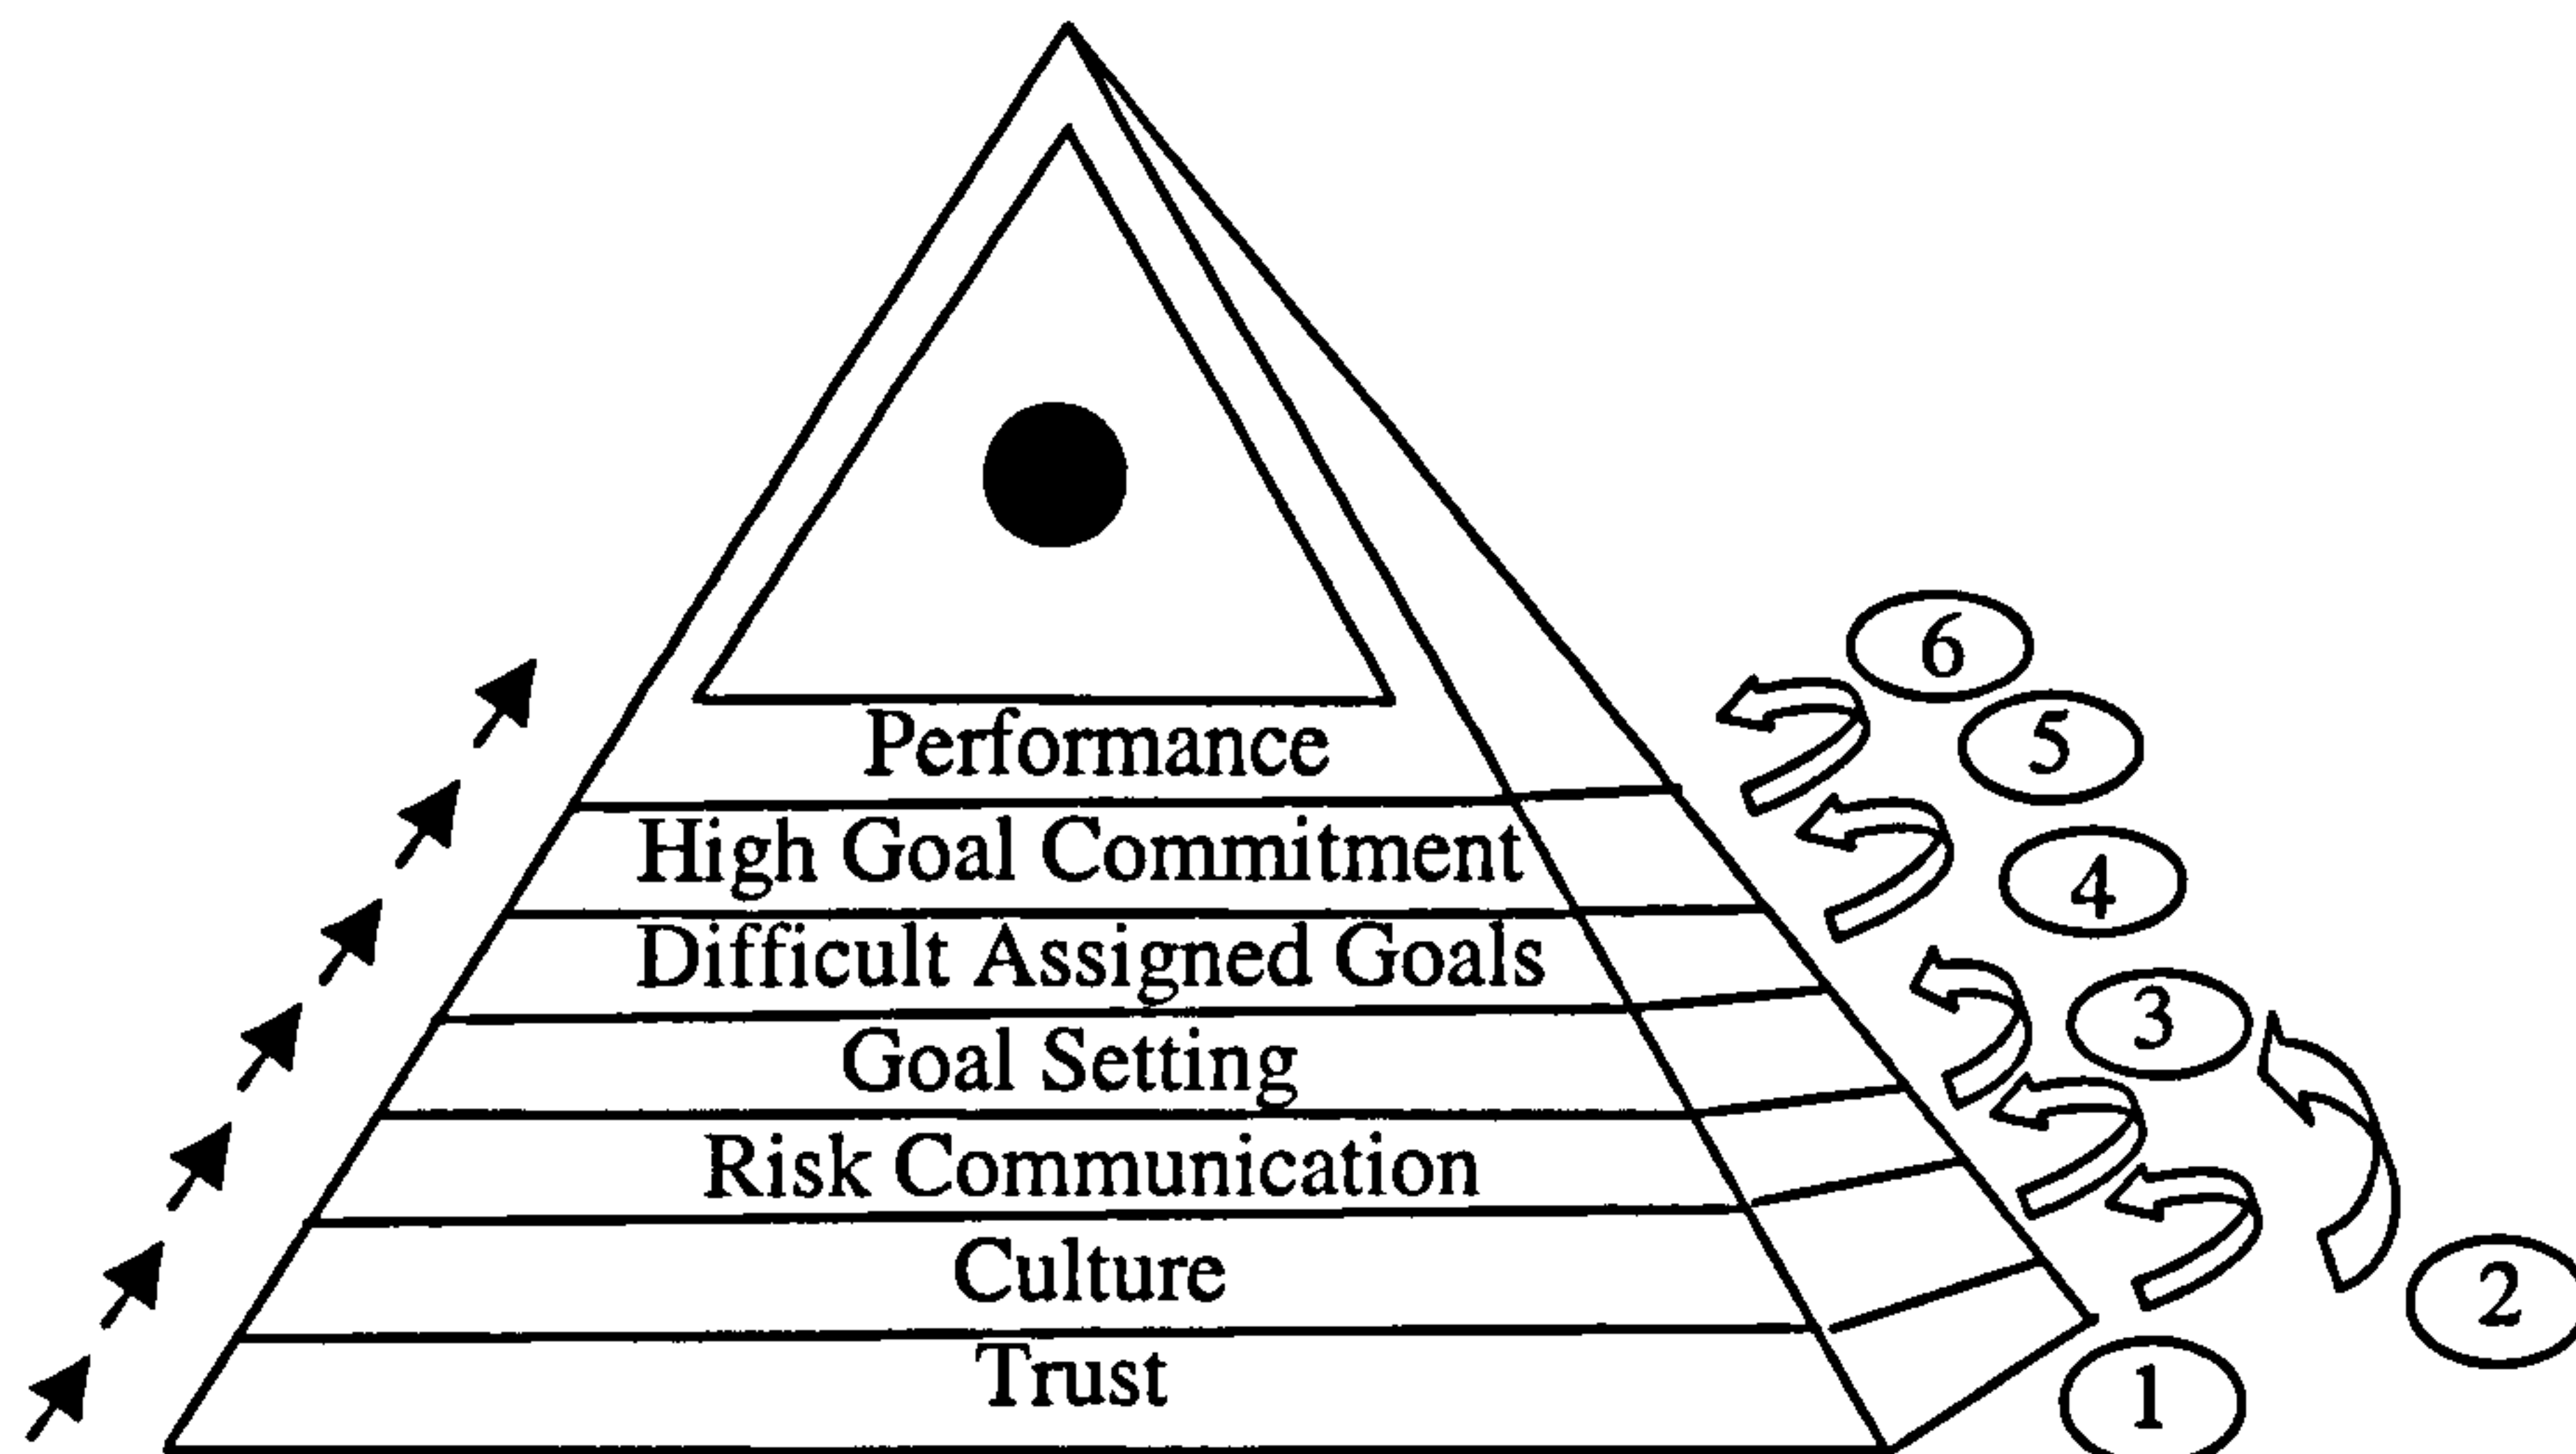 6
5
Performance
High Goal Commitment
4
Difficult Assigned Goals
3
Goal Setting
Risk Communication
Culture
2
Trust
1